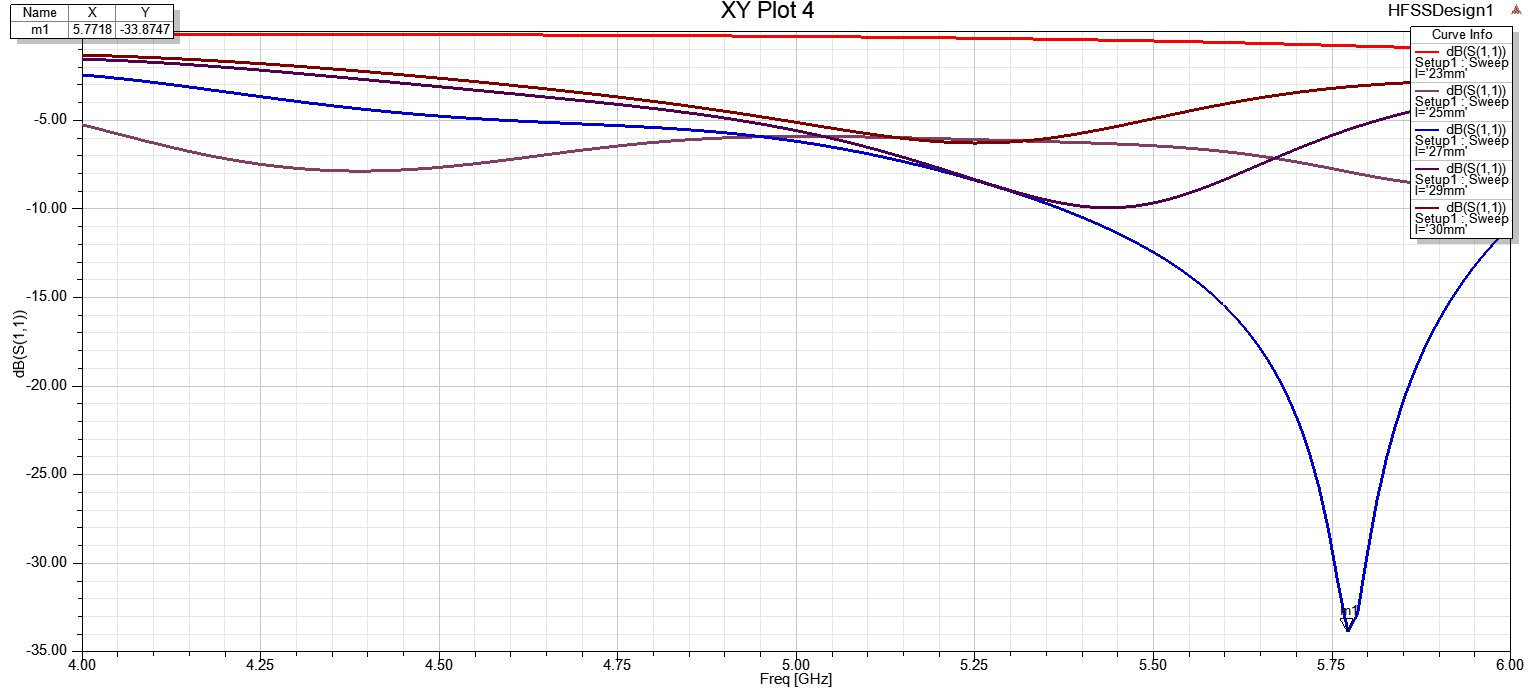 XY Plot 4
HFSSDesign1
Name X Y
m1 5.7718 -33.8747
Curve Info
dB(S(1,1))
Setup1 : Sweep
l='23mm'
dB(S(1,1))
Setup1 : Sweep
l='25mm'
dB(S(1,1))
Setup1 : Sweep
l='27mm'
dB(S(1,1))
Setup1 : Sweep
l='29mm'
dB(S(1,1))
Setup1 : Sweep
l='30mm'
-5.00
-10.00
-15.00
-20.00
-25.00
-30.00
-35.00
dB(S(1,1))
m1
4.00 4.25 4.50 4.75 5.00 5.25 5.50 5.75 6.00
Freq [GHz]